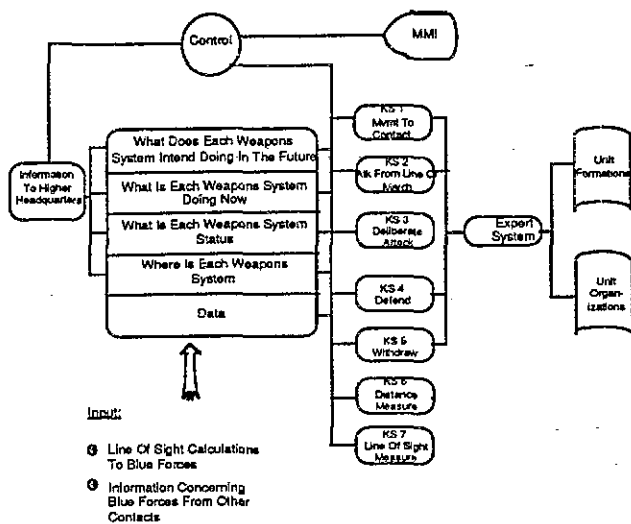 Control
MMI
Information
To Higher
Headquarters
What Does Each Weapons
System Intend Doing In The Future
What Is Each Weapons System
Doing Now
What Is Each Weapons System
Status
Where Is Each Weapons
System
Data
KS 1
Mvmt To
Contact
KS 2
Atk From Line Of
March
KS 3
Deliberate
Attack
KS 4
Defend
KS 5
Withdraw
KS 6
Distance
Measure
KS 7
Line Of Sight
Measure
Expert
System
Unit
Formations
Unit
Organ-
izations
Input:
Line Of Sight Calculations
To Blue Forces
Information Concerning
Blue Forces From Other
Contacts